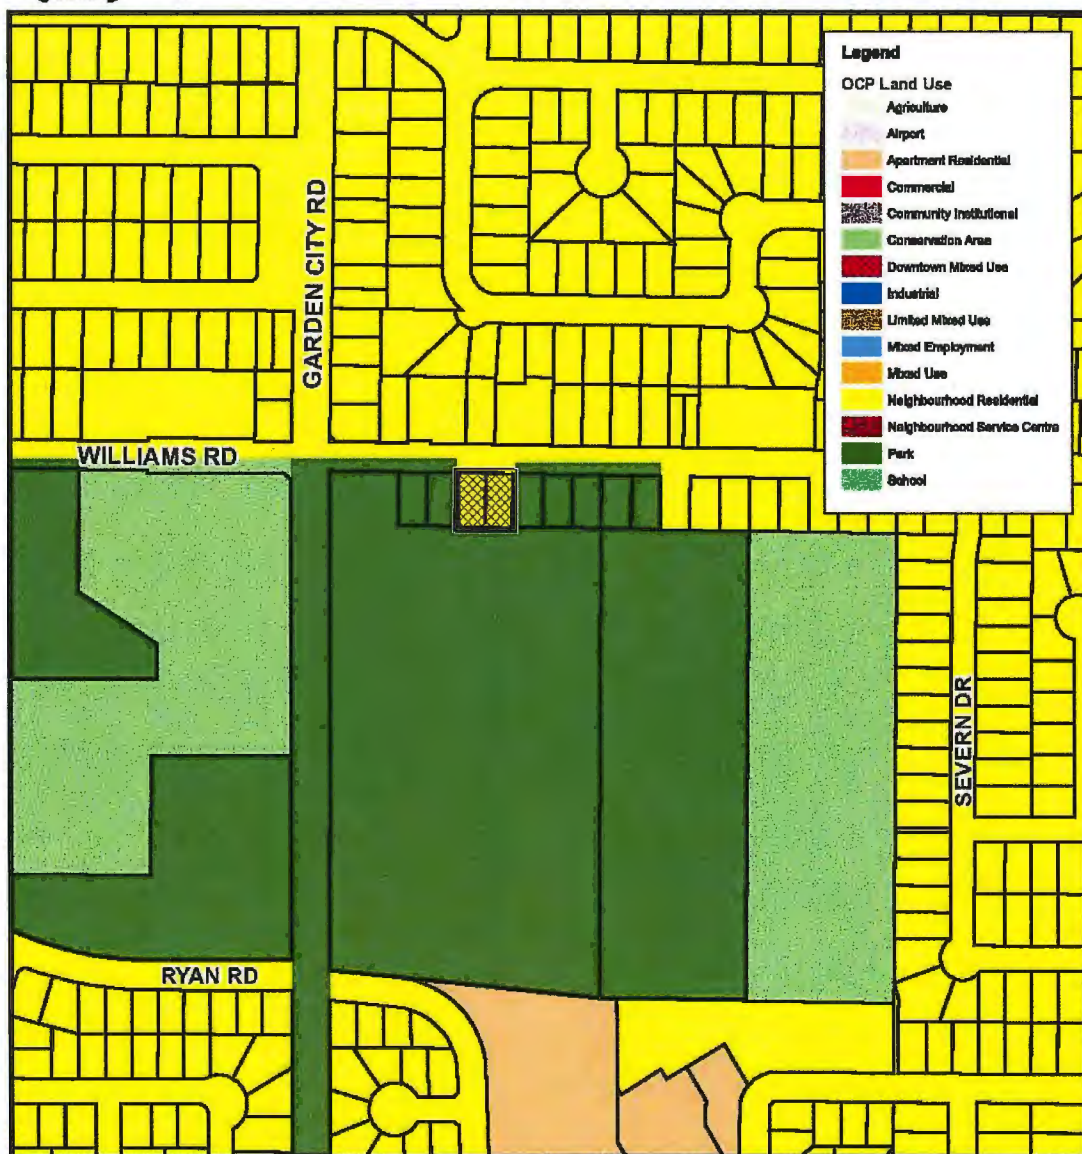 Legend
OCP Land Use
Agriculture
Airport
Apartment Residential
Commercial
Community Institutional
Conservation Area
Downtown Mixed Use
Industrial
Limited Mixed Use
Mixed Employment
Mixed Use
Neighbourhood Residential
Neighbourhood Service Centre
Park
School
GARDEN CITY RD
WILLIAMS RD
SEVERN DR
RYAN RD